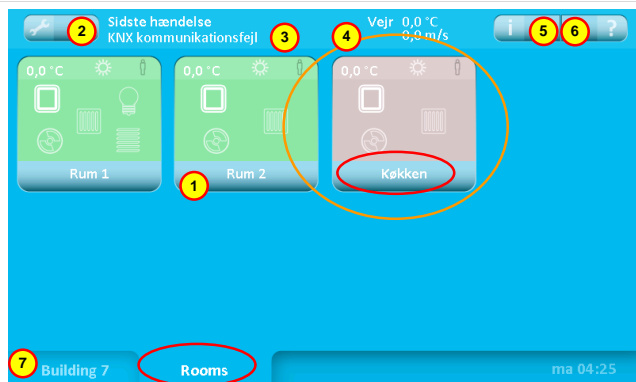 2
Sidste hændelse
KNX kommunikationsfejl
3
4
Vejr 0,0 °C
0,0 m/s
i
5
6
?
0,0 °C
0,0 °C
0,0 °C
Rum 1
Rum 2
Køkken
1
7
Building 7
Rooms
ma 04:25